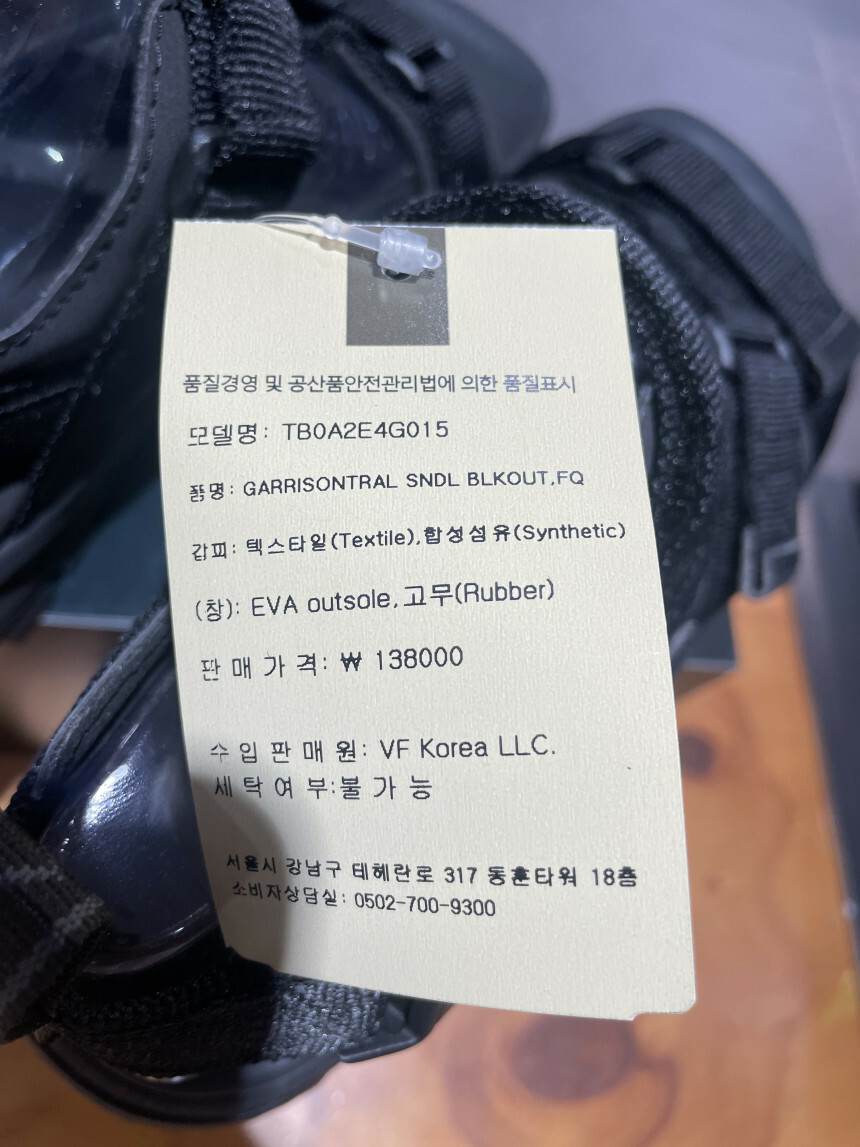 품질경영 및 공산품안전관리법에 의한 품질표시
모델명: TB0A2E4G015
품명: GARRISONTRAL SNDL BLKOUT,FQ
갑피: 텍스타일(Textile),합성섬유(Synthetic)
(창): EVA outsole,고무(Rubber)
판 매 가 격: ₩ 138000
수 입 판 매 원: VF Korea LLC.
세 탁 여 부:불 가 능
서울시 강남구 테헤란로 317 동훈타워 18층
소비자상담실: 0502-700-9300